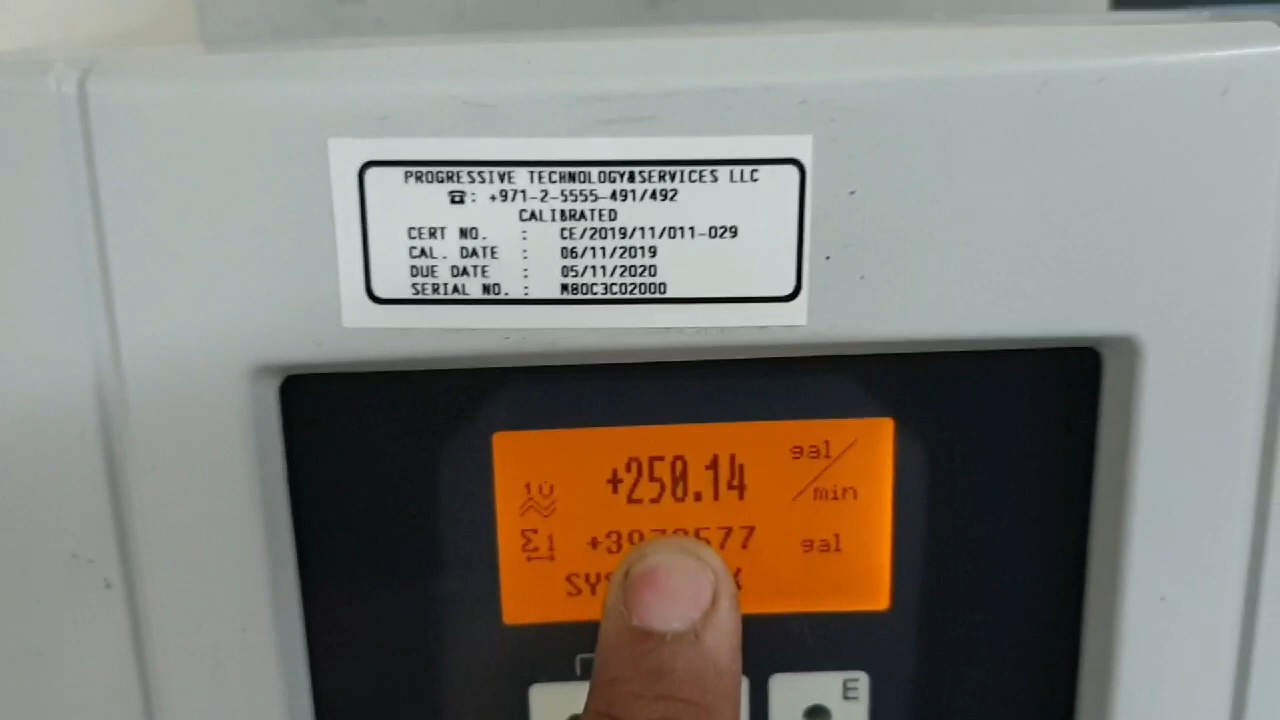 PROGRESSIVE TECHNOLOGY&SERVICES LLC
☎: +971-2-5555-491/492
CALIBRATED
CERT NO. : CE/2019/11/011-029
CAL. DATE : 06/11/2019
DUE DATE : 05/11/2020
SERIAL NO. : M80C3C02000
+250.14 gal/min
Σ1 gal
E